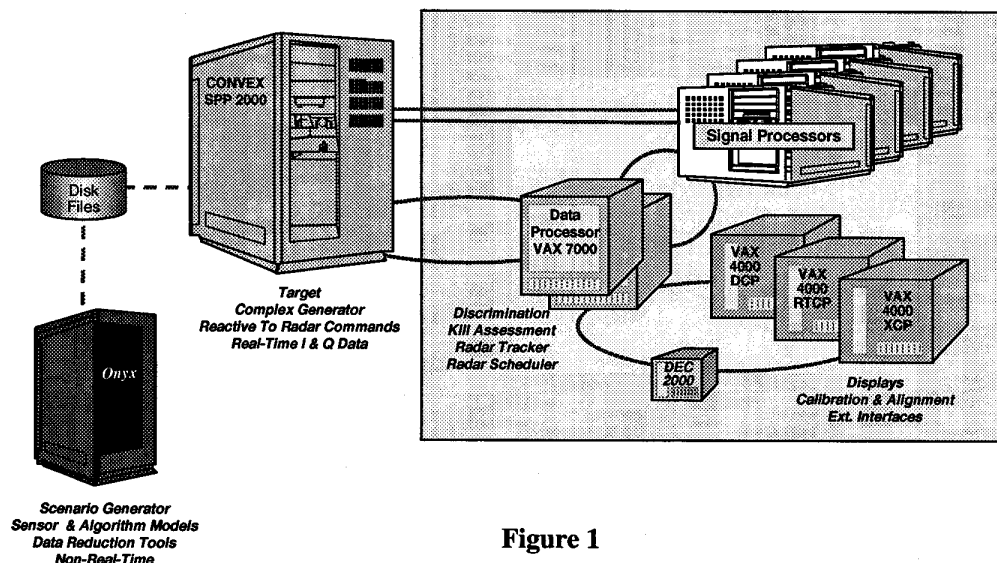 CONVEX
SPP 2000
Signal Processors
Disk
Files
Data
Processor
VAX 7000
VAX
4000
DCP
VAX
4000
RTCP
VAX
4000
XCP
Target
Complex Generator
Reactive To Radar Commands
Real-Time I & Q Data
Discrimination
Kill Assessment
Radar Tracker
Radar Scheduler
DEC
2000
Displays
Calibration & Alignment
Ext. Interfaces
Onyx
Scenario Generator
Sensor & Algorithm Models
Data Reduction Tools
Non-Real-Time
Figure 1